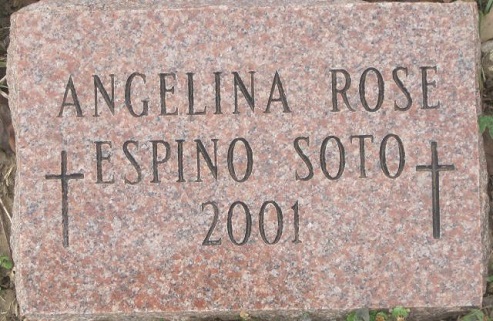 ANGELINA ROSE
ESPINO SOTO
2001